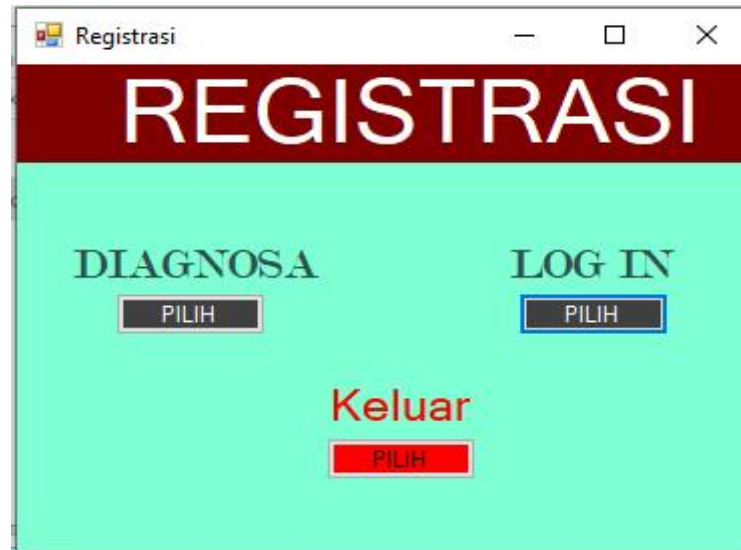 Registrasi
REGISTRASI
DIAGNOSA LOG IN
PILIH PILIH
Keluar
PILIH